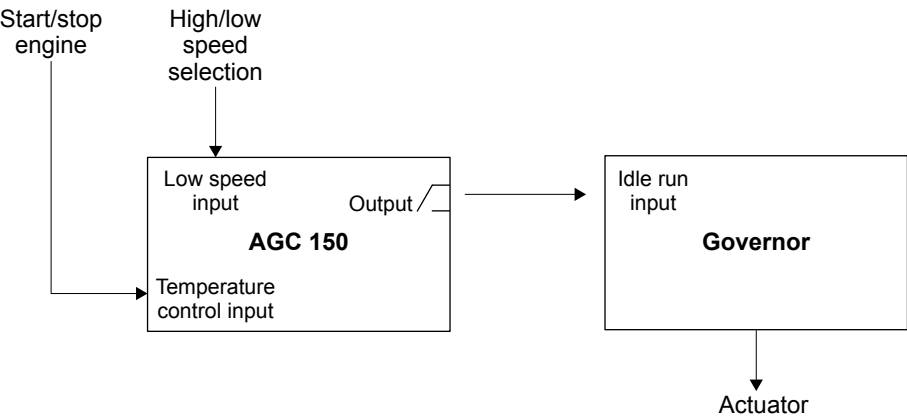 Start/stop
engine
High/low
speed
selection
Low speed
input
Output
AGC 150
Temperature
control input
Idle run
input
Governor
Actuator